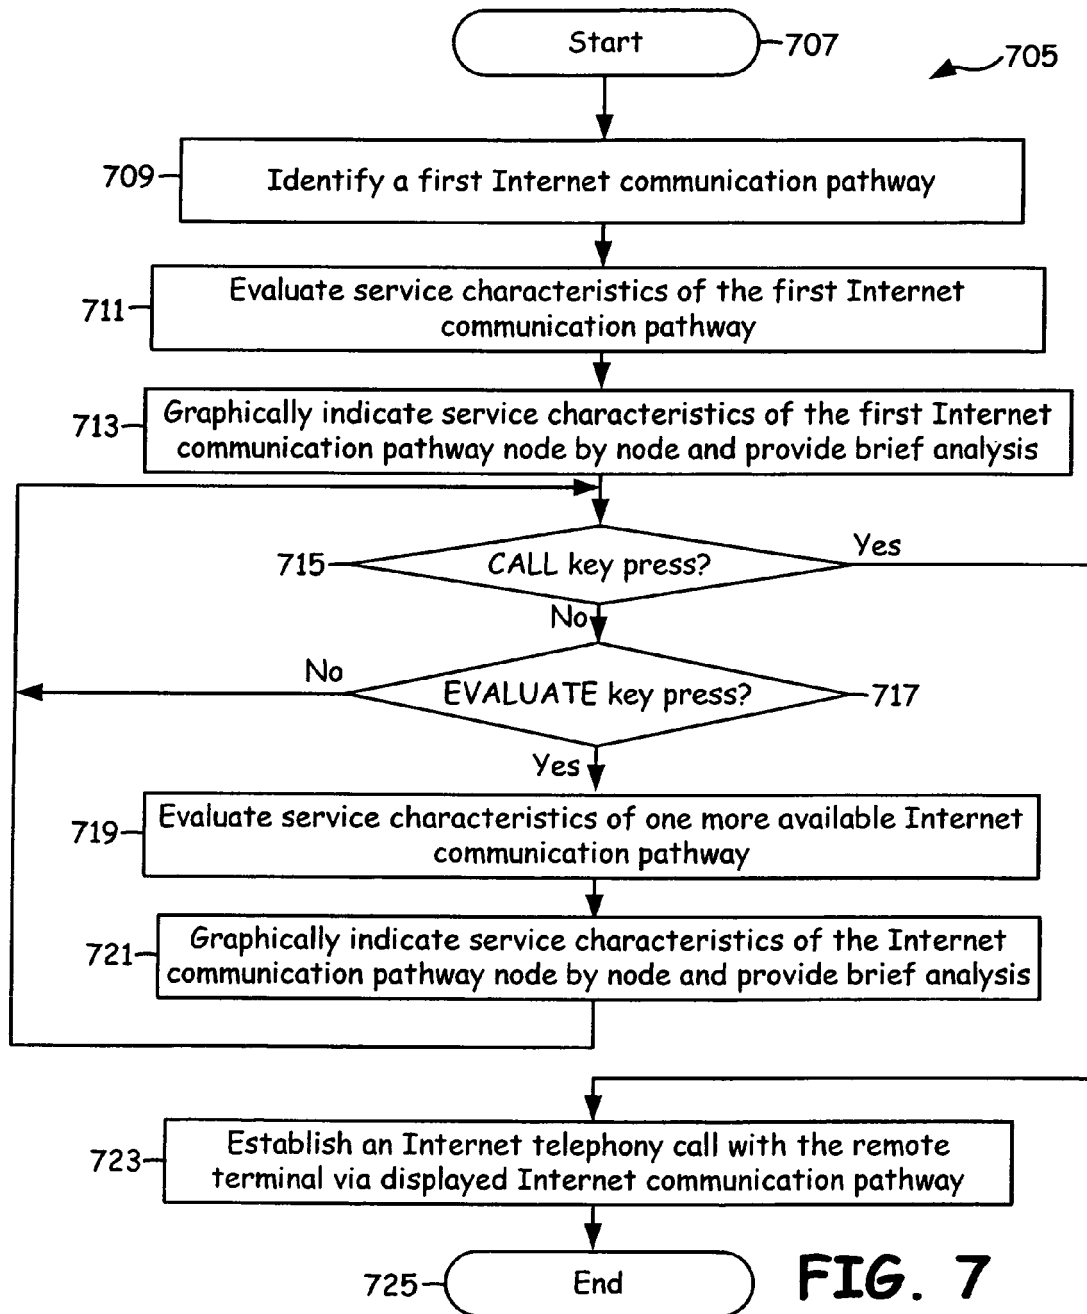 Start
707
705
709
Identify a first Internet communication pathway
711
Evaluate service characteristics of the first Internet
communication pathway
713
Graphically indicate service characteristics of the first Internet
communication pathway node by node and provide brief analysis
715
CALL key press?
Yes
No
No
EVALUATE key press?
717
Yes
719
Evaluate service characteristics of one more available Internet
communication pathway
721
Graphically indicate service characteristics of the Internet
communication pathway node by node and provide brief analysis
723
Establish an Internet telephony call with the remote
terminal via displayed Internet communication pathway
725
End
FIG. 7